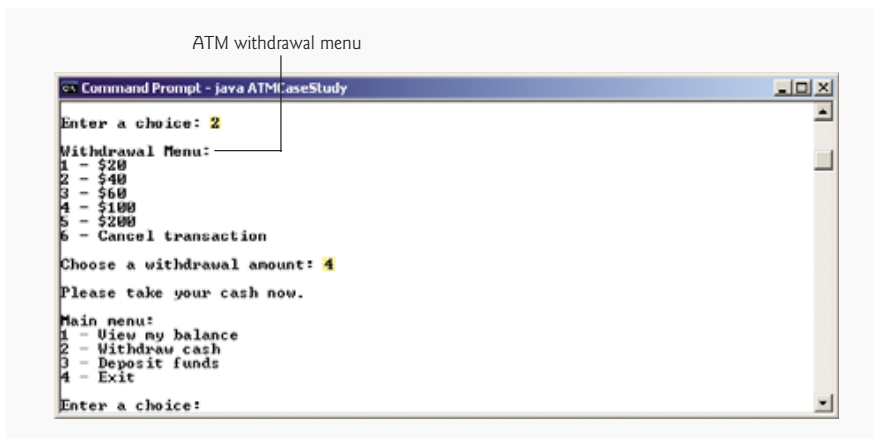 ATM withdrawal menu
Command Prompt - java ATMCaseStudy
Enter a choice: 2
Withdrawal Menu:
1 - $20
2 - $40
3 - $60
4 - $100
5 - $200
6 - Cancel transaction
Choose a withdrawal amount: 4
Please take your cash now.
Main menu:
1 - View my balance
2 - Withdraw cash
3 - Deposit funds
4 - Exit
Enter a choice: